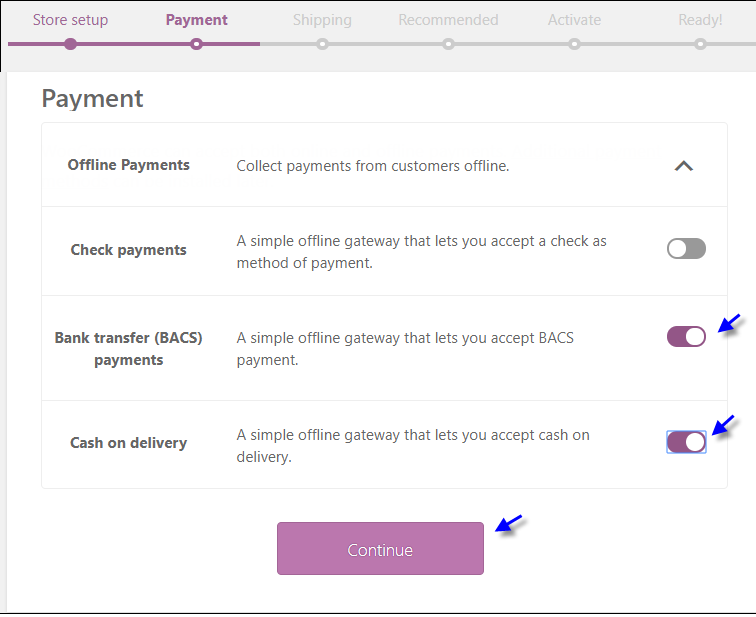 Store setup
Payment
Shipping
Recommended
Activate
Ready!
Payment
Offline Payments
Collect payments from customers offline.
Check payments
A simple offline gateway that lets you accept a check as
method of payment.
Bank transfer (BACS)
payments
A simple offline gateway that lets you accept BACS
payment.
Cash on delivery
A simple offline gateway that lets you accept cash on
delivery.
Continue